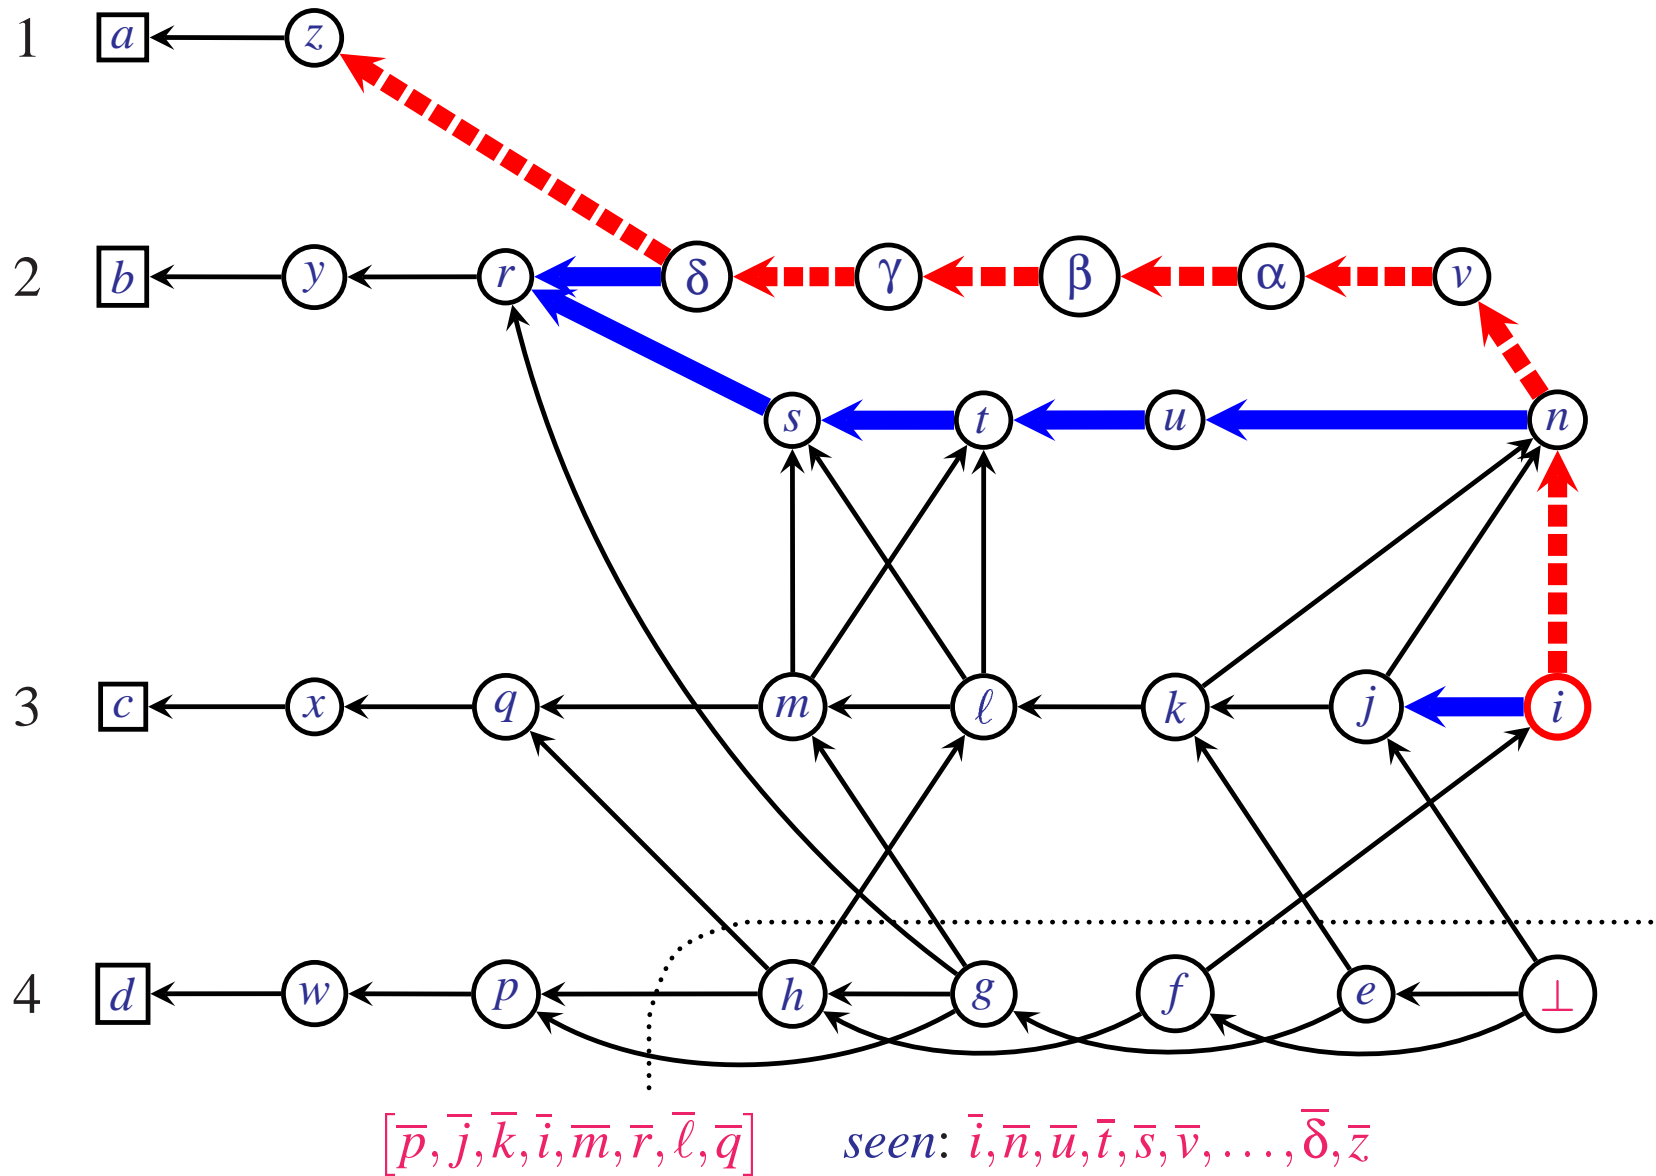 1 a z
2 b y r δ γ β α v
s t u n
3 c x q m ℓ k j i
4 d w p h g f e ⊥
[p̅, j̅, k̅, i̅, m̅, r̅, ℓ̅, q̅] seen: i̅, n̅, u̅, t̅, s̅, v̅, ..., δ̅, z̅